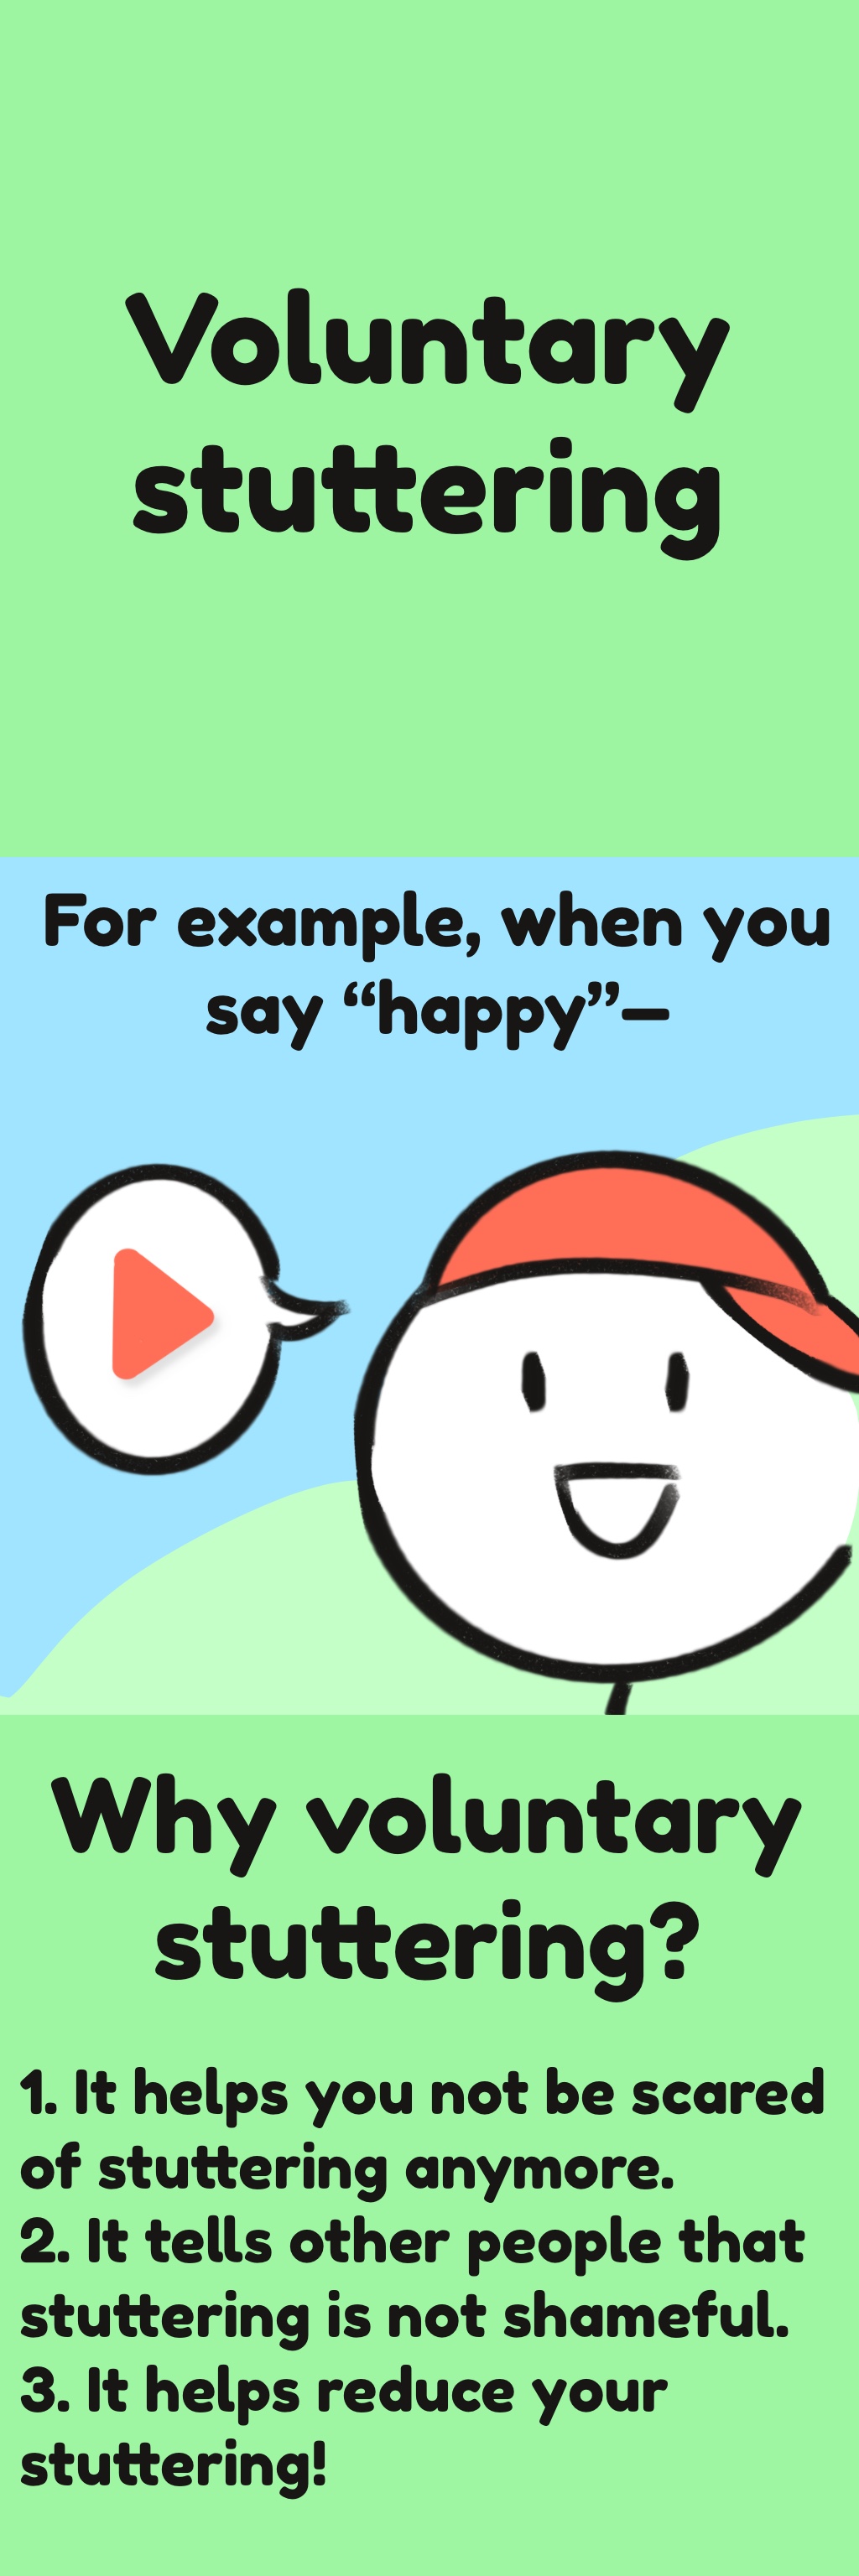 Voluntary
stuttering
For example, when you
say “happy”—
Why voluntary
stuttering?
1. It helps you not be scared
of stuttering anymore.
2. It tells other people that
stuttering is not shameful.
3. It helps reduce your
stuttering!